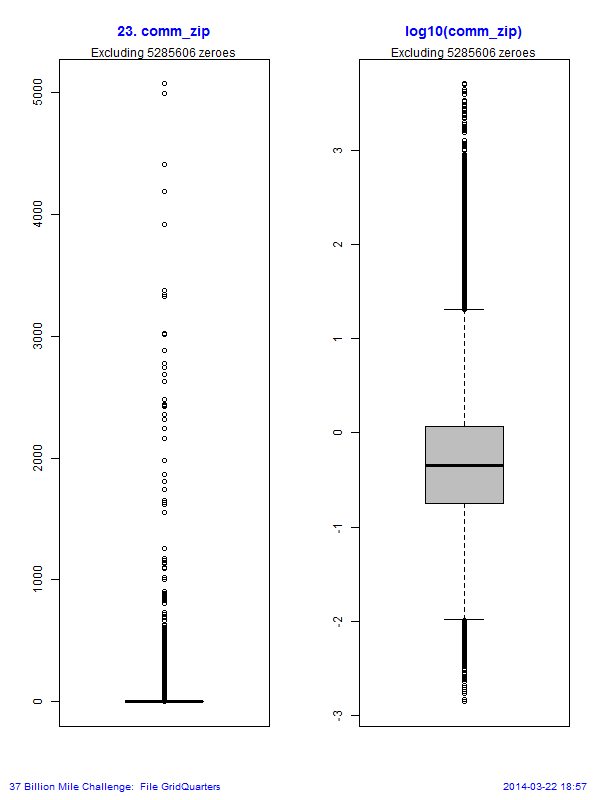 23. comm_zip
Excluding 5285606 zeroes
5000
4000
3000
2000
1000
0
log10(comm_zip)
Excluding 5285606 zeroes
3
2
1
0
-1
-2
-3
37 Billion Mile Challenge: File GridQuarters
2014-03-22 18:57